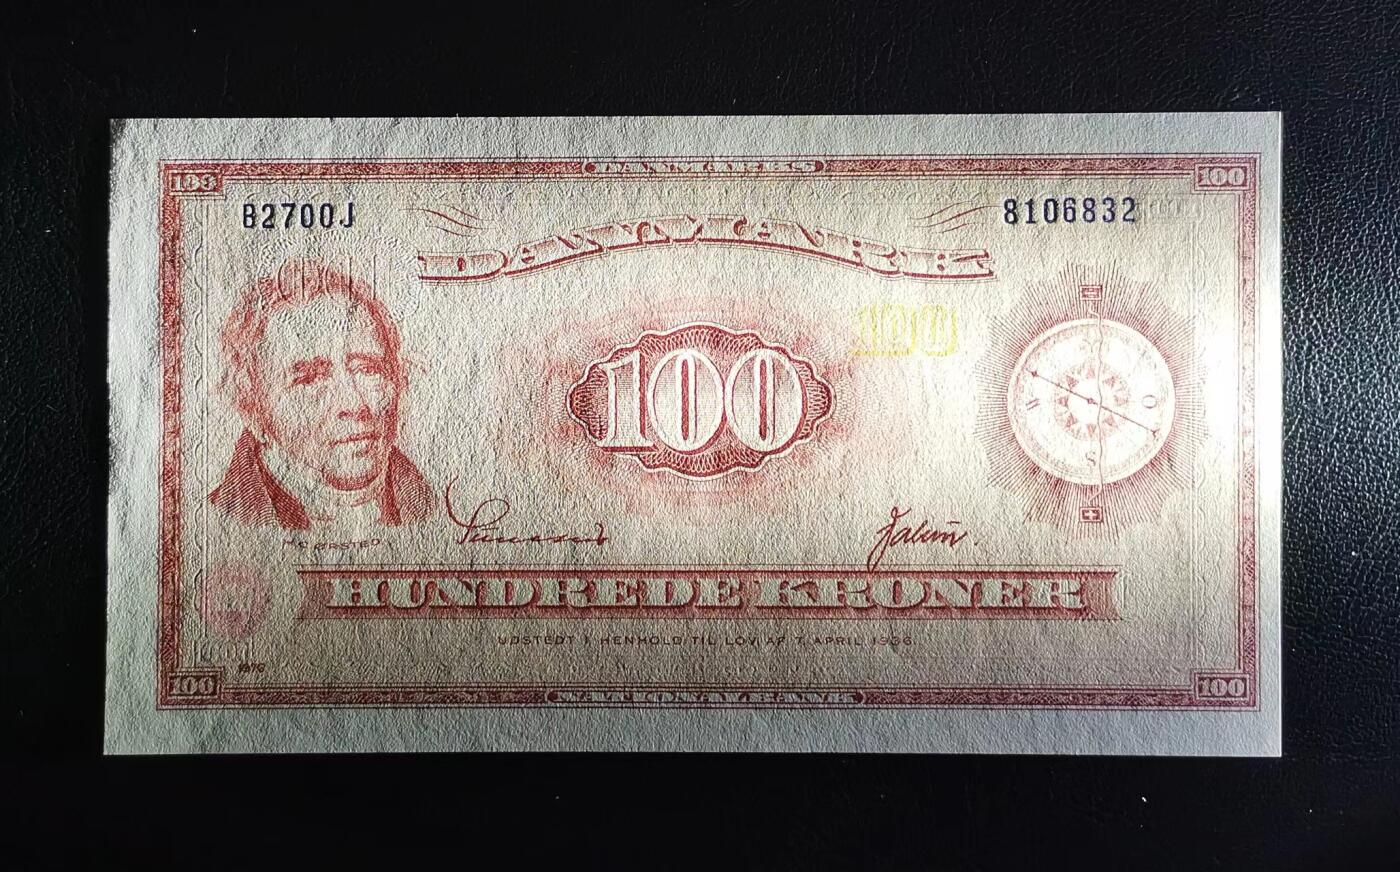 DANMARKS
100
100
B2700J
8106832
DANMARK
100
100
N
O
S
H.C. ØRSTED
HUNDREDE KRONER
UDSTEDT I HENHOLD TIL LOV AF 7. APRIL 1936
1970
100
NATIONALBANK
100